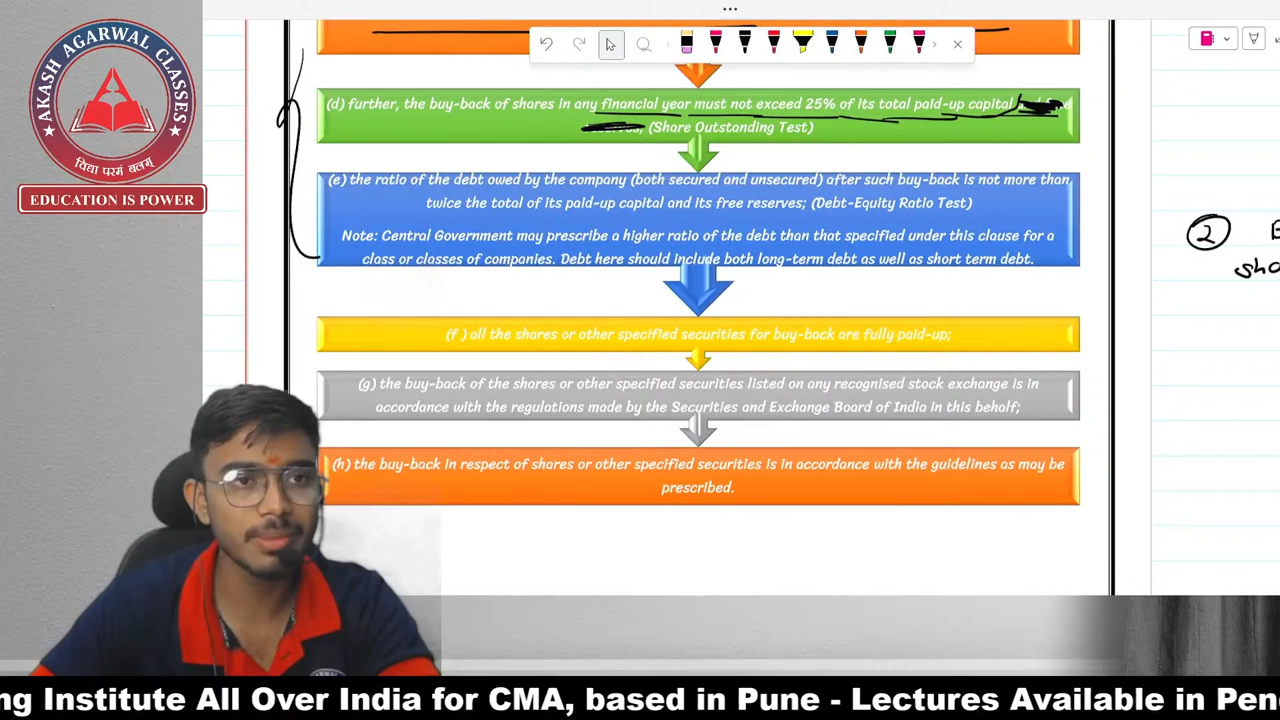 AKASH AGARWAL CLASSES
विद्या परमं बलम्
EDUCATION IS POWER
(d) further, the buy-back of shares in any financial year must not exceed 25% of its total paid-up capital
(Share Outstanding Test)
(e) the ratio of the debt owed by the company (both secured and unsecured) after such buy-back is not more than
twice the total of its paid-up capital and its free reserves; (Debt-Equity Ratio Test)
Note: Central Government may prescribe a higher ratio of the debt than that specified under this clause for a
class or classes of companies. Debt here should include both long-term debt as well as short term debt.
2
sho
(f ) all the shares or other specified securities for buy-back are fully paid-up;
(g) the buy-back of the shares or other specified securities listed on any recognised stock exchange is in
accordance with the regulations made by the Securities and Exchange Board of India in this behalf;
(h) the buy-back in respect of shares or other specified securities is in accordance with the guidelines as may be
prescribed.
ng Institute All Over India for CMA, based in Pune - Lectures Available in Pen